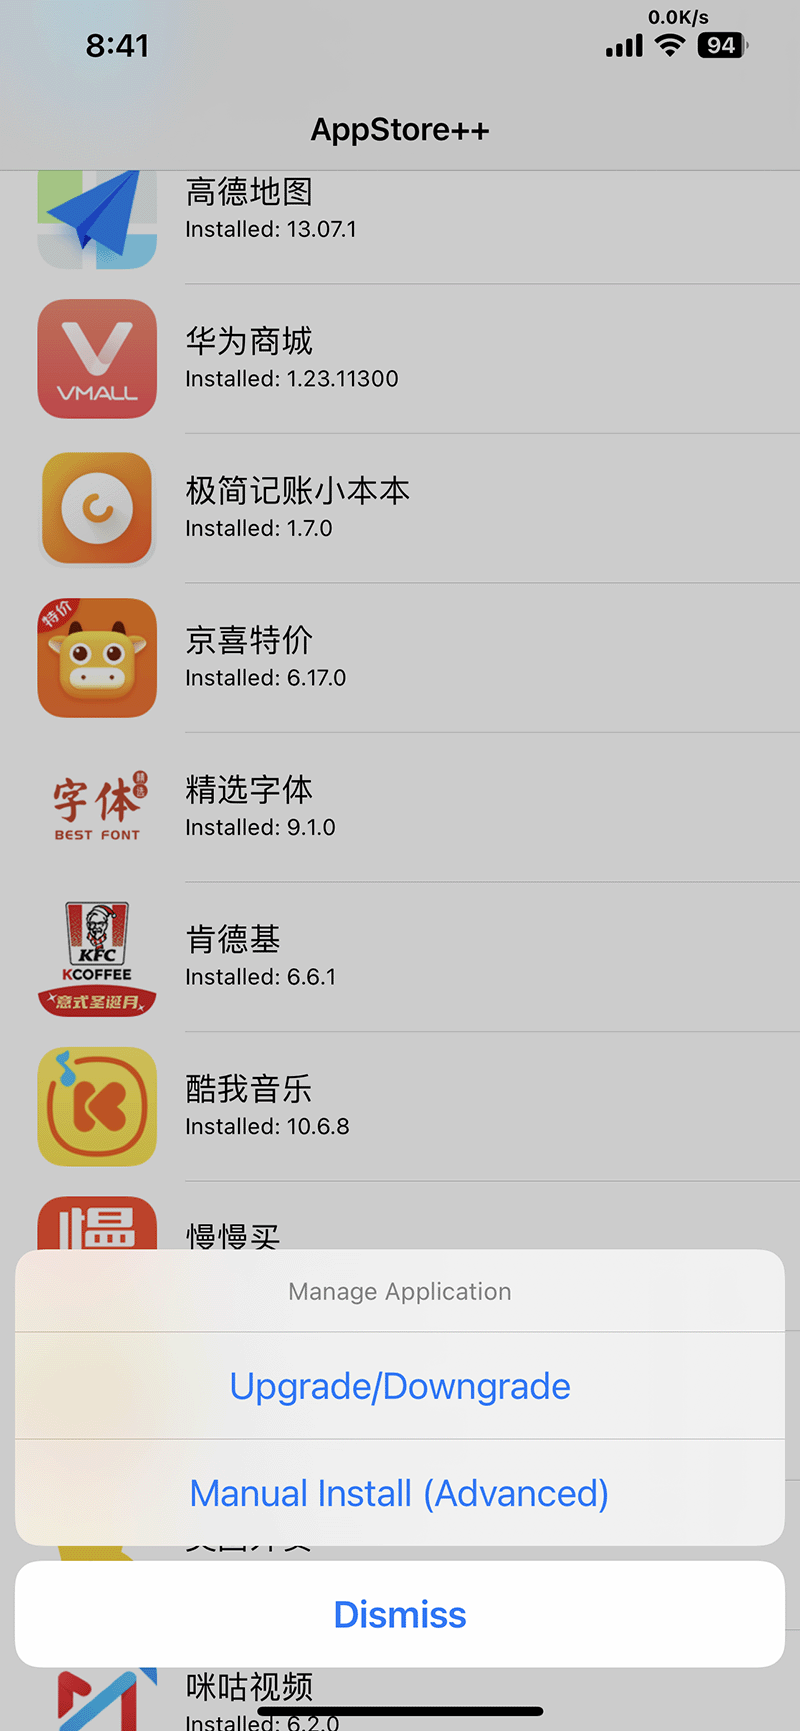 0.0K/s
8:41
94
AppStore++
高德地图
Installed: 13.07.1
VMALL
华为商城
Installed: 1.23.11300
极简记账小本本
Installed: 1.7.0
特价
京喜特价
Installed: 6.17.0
字体精选
BEST FONT
精选字体
Installed: 9.1.0
KFC
KCOFFEE
意式圣诞月
肯德基
Installed: 6.6.1
酷我音乐
Installed: 10.6.8
慢慢买
Manage Application
Upgrade/Downgrade
Manual Install (Advanced)
Dismiss
咪咕视频
Installed: 6.2.0